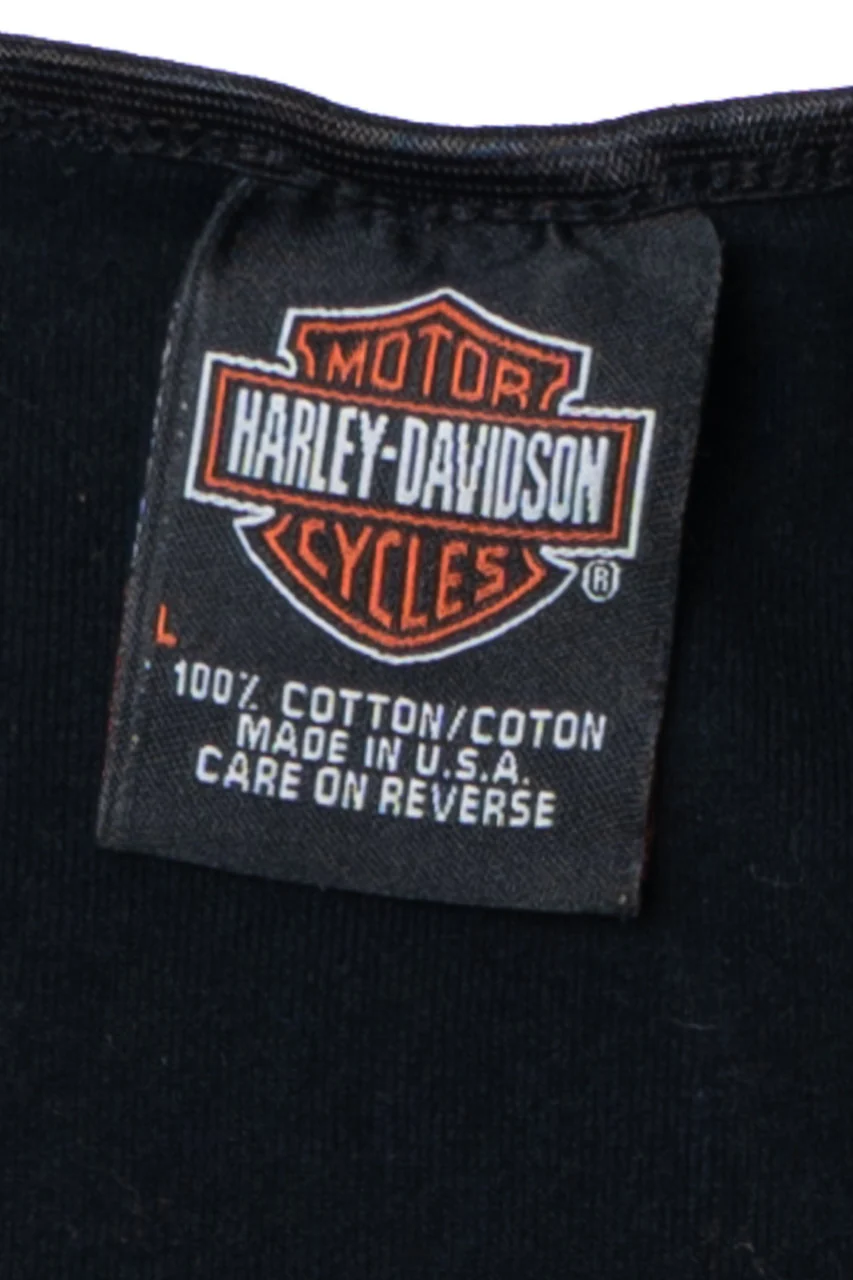 MOTOR
HARLEY-DAVIDSON
CYCLES
®
L
100% COTTON/COTON
MADE IN U.S.A.
CARE ON REVERSE